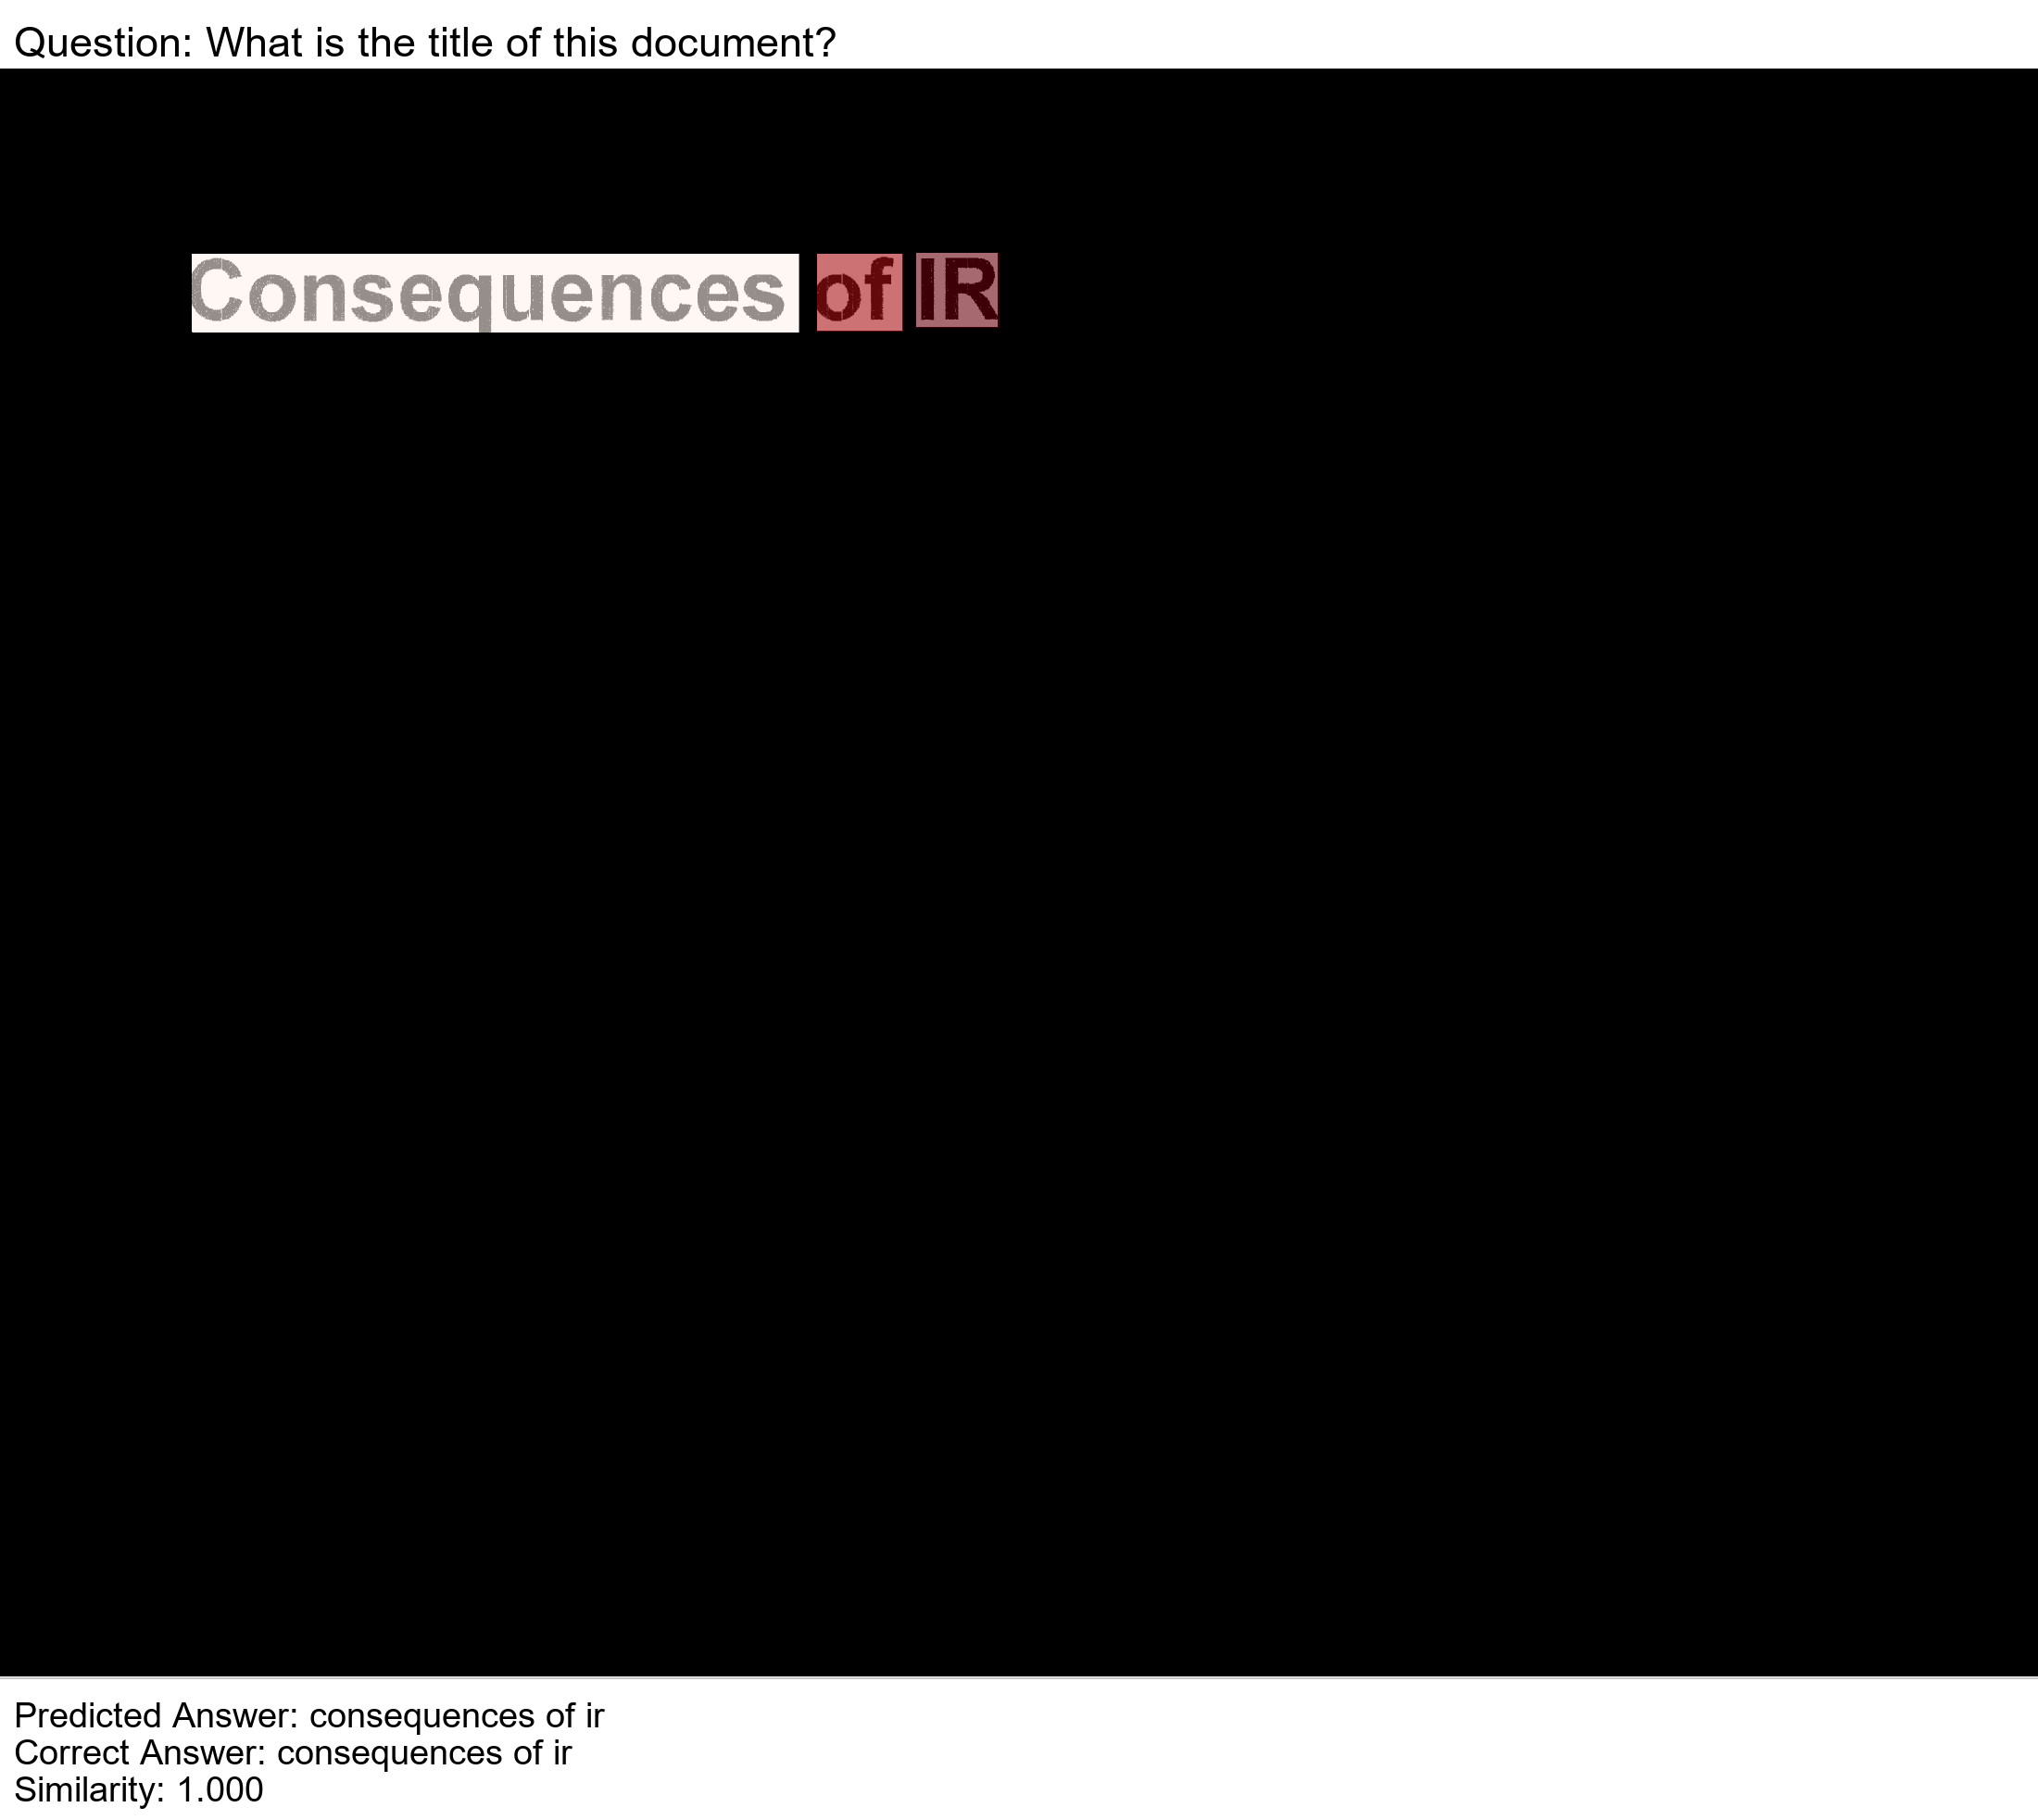 Question: What is the title of this document?
Consequences of IR
Predicted Answer: consequences of ir
Correct Answer: consequences of ir
Similarity: 1.000